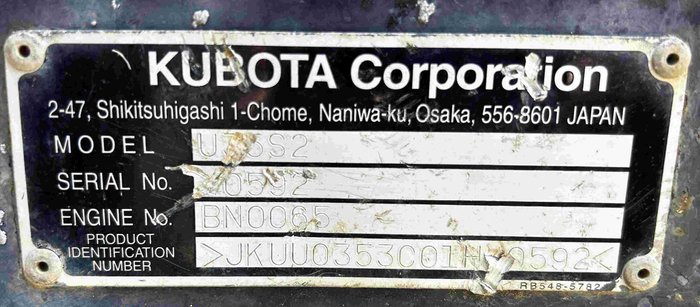 KUBOTA Corporation
2-47, Shikitsuhigashi 1-Chome, Naniwa-ku, Osaka, 556-8601 JAPAN
MODEL
SERIAL No. 0592
ENGINE No. BN0065
PRODUCT IDENTIFICATION NUMBER
RB548-5782